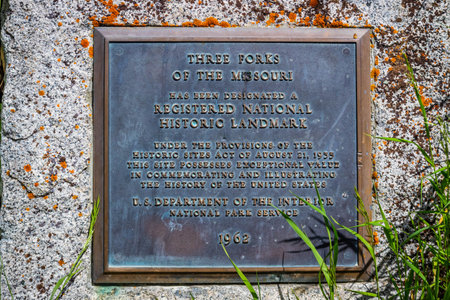 THREE FORKS
OF THE MISSOURI
HAS BEEN DESIGNATED A
REGISTERED NATIONAL
HISTORIC LANDMARK
UNDER THE PROVISIONS OF THE
HISTORIC SITES ACT OF AUGUST 21, 1935
THIS SITE POSSESSES EXCEPTIONAL VALUE
IN COMMEMORATING AND ILLUSTRATING
THE HISTORY OF THE UNITED STATES
U.S. DEPARTMENT OF THE INTERIOR
NATIONAL PARK SERVICE
1962